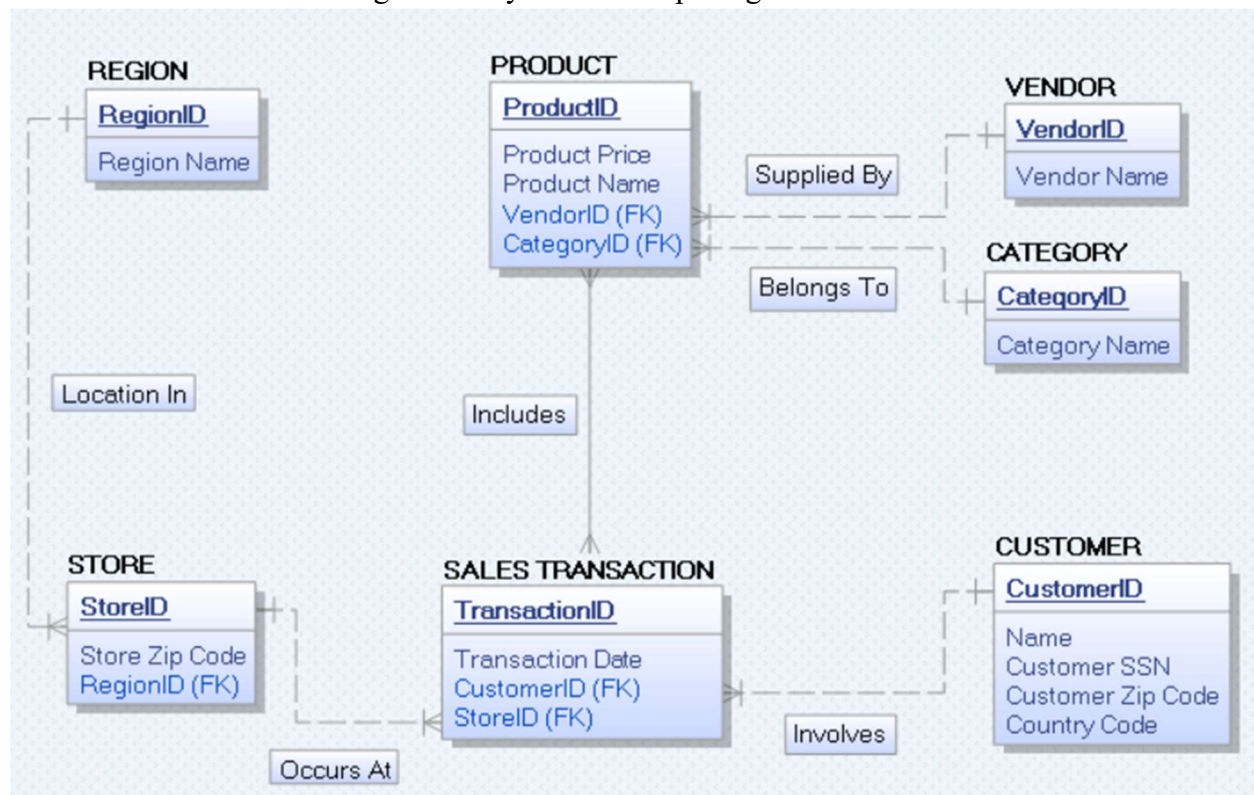 REGION
RegionID
Region Name
PRODUCT
ProductID
Product Price
Product Name
VendorID (FK)
CategoryID (FK)
VENDOR
VendorID
Vendor Name
Supplied By
CATEGORY
CategoryID
Category Name
Belongs To
Location In
Includes
STORE
StoreID
Store Zip Code
RegionID (FK)
SALES TRANSACTION
TransactionID
Transaction Date
CustomerID (FK)
StoreID (FK)
CUSTOMER
CustomerID
Name
Customer SSN
Customer Zip Code
Country Code
Involves
Occurs At